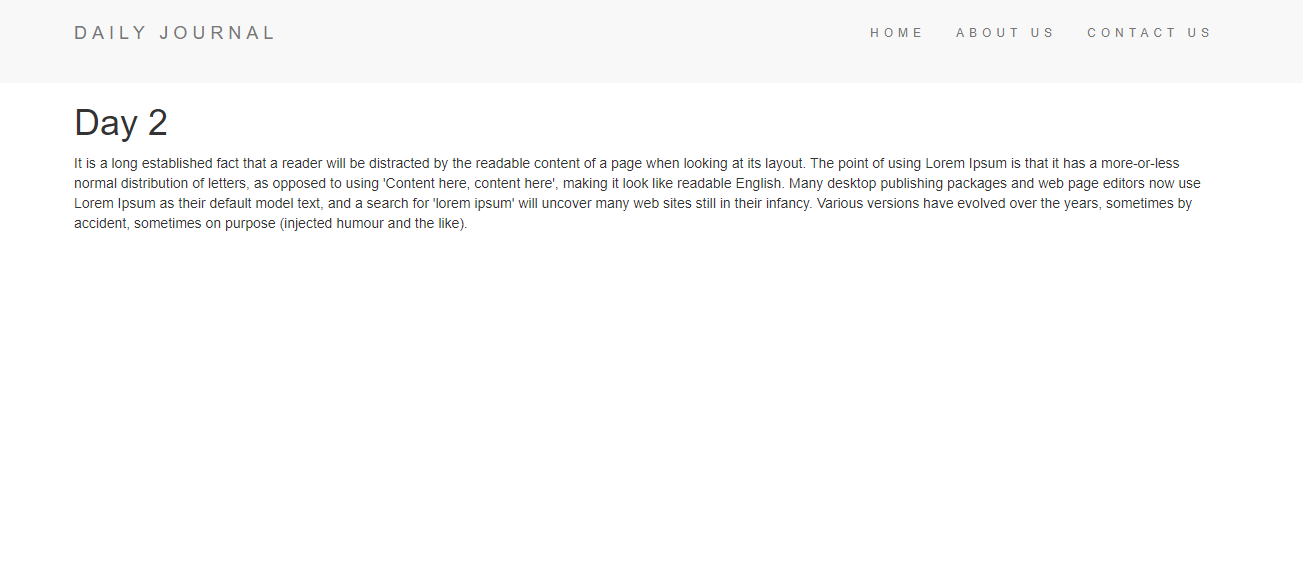 DAILY JOURNAL HOME ABOUT US CONTACT US
Day 2
It is a long established fact that a reader will be distracted by the readable content of a page when looking at its layout. The point of using Lorem Ipsum is that it has a more-or-less
normal distribution of letters, as opposed to using 'Content here, content here', making it look like readable English. Many desktop publishing packages and web page editors now use
Lorem Ipsum as their default model text, and a search for 'lorem ipsum' will uncover many web sites still in their infancy. Various versions have evolved over the years, sometimes by
accident, sometimes on purpose (injected humour and the like).